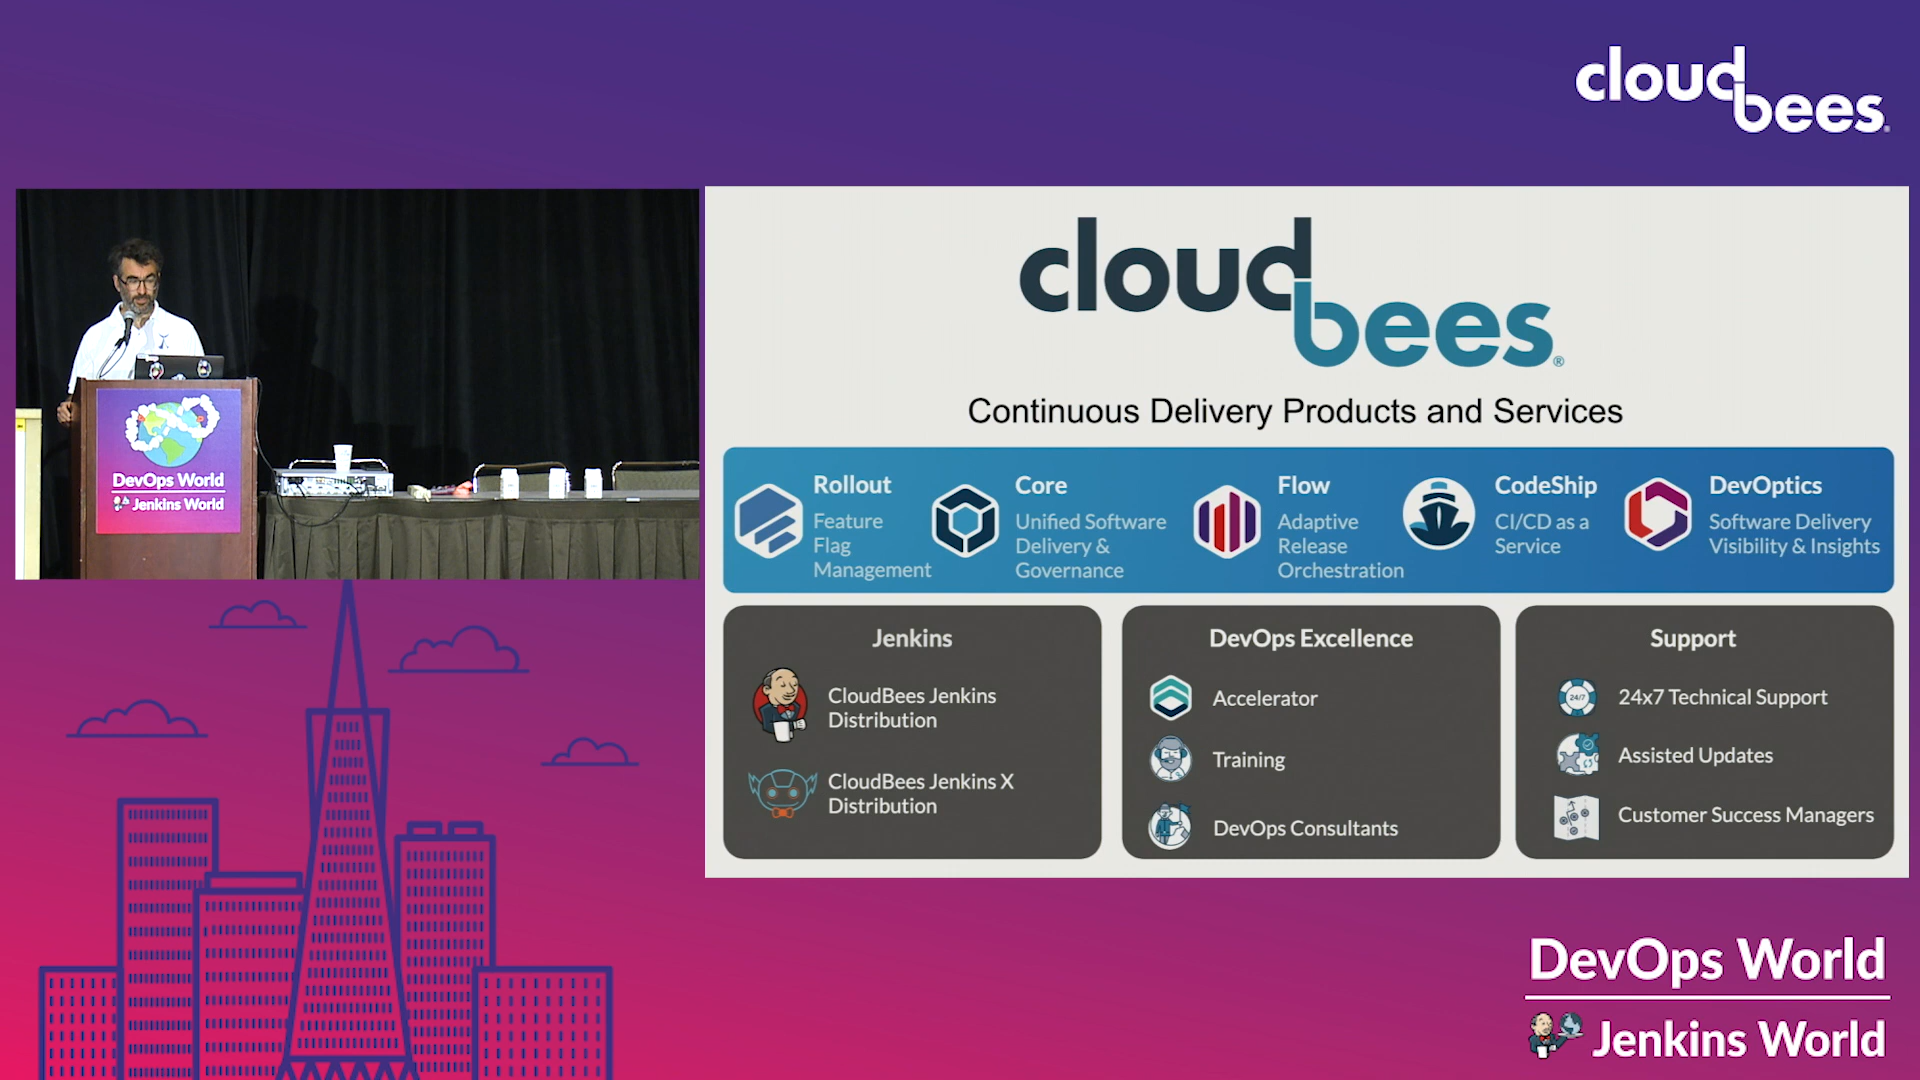 cloudbees®
DevOps World
Jenkins World
cloudbees®
Continuous Delivery Products and Services
Rollout
Feature
Flag
Management
Core
Unified Software
Delivery &
Governance
Flow
Adaptive
Release
Orchestration
CodeShip
CI/CD as a
Service
DevOptics
Software Delivery
Visibility & Insights
Jenkins
CloudBees Jenkins
Distribution
CloudBees Jenkins X
Distribution
DevOps Excellence
Accelerator
Training
DevOps Consultants
Support
24/7
24x7 Technical Support
Assisted Updates
Customer Success Managers
DevOps World
Jenkins World